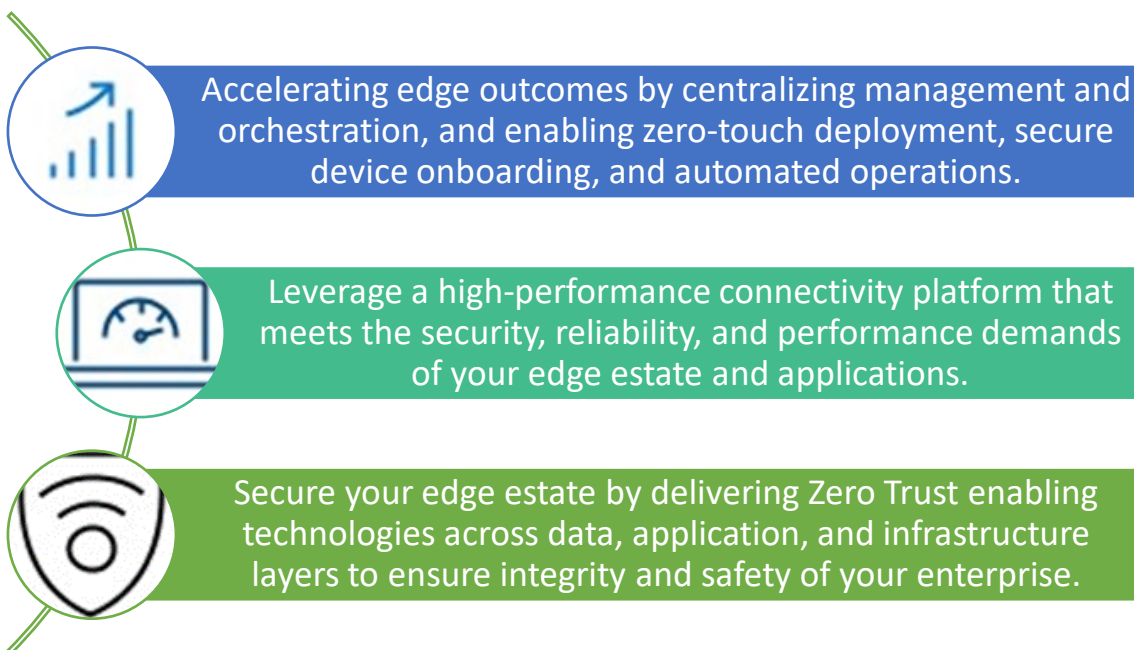 Accelerating edge outcomes by centralizing management and
orchestration, and enabling zero-touch deployment, secure
device onboarding, and automated operations.
Leverage a high-performance connectivity platform that
meets the security, reliability, and performance demands
of your edge estate and applications.
Secure your edge estate by delivering Zero Trust enabling
technologies across data, application, and infrastructure
layers to ensure integrity and safety of your enterprise.